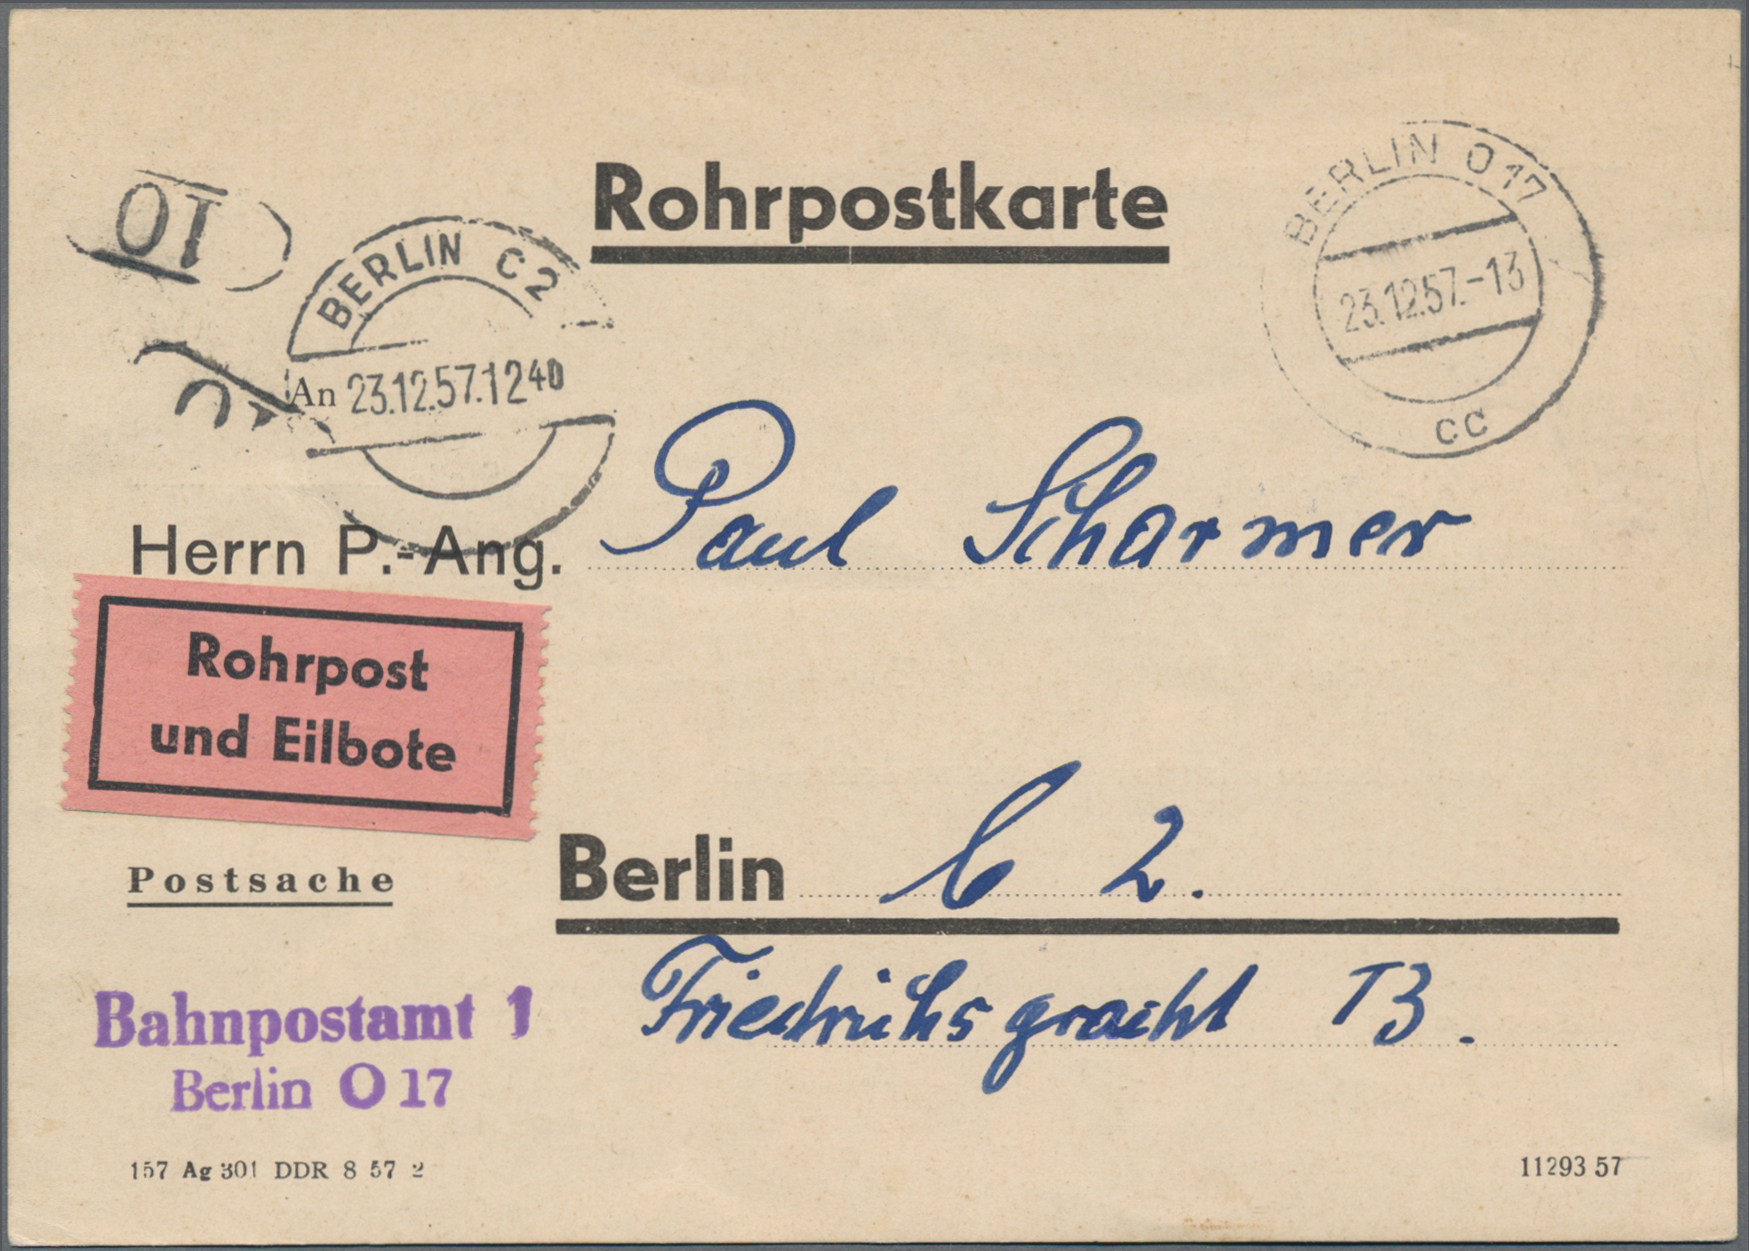 Rohrpostkarte
BERLIN O 17
23.12.57.-13
cc
BERLIN C2
An 23.12.57.12 40
Herrn P.-Ang. Paul Scharmer
Rohrpost
und Eilbote
Postsache
Berlin C 2.
Friedrichsgracht
Bahnpostamt 1
Berlin O 17
157 Ag 301 DDR 8 57 2
11293 57